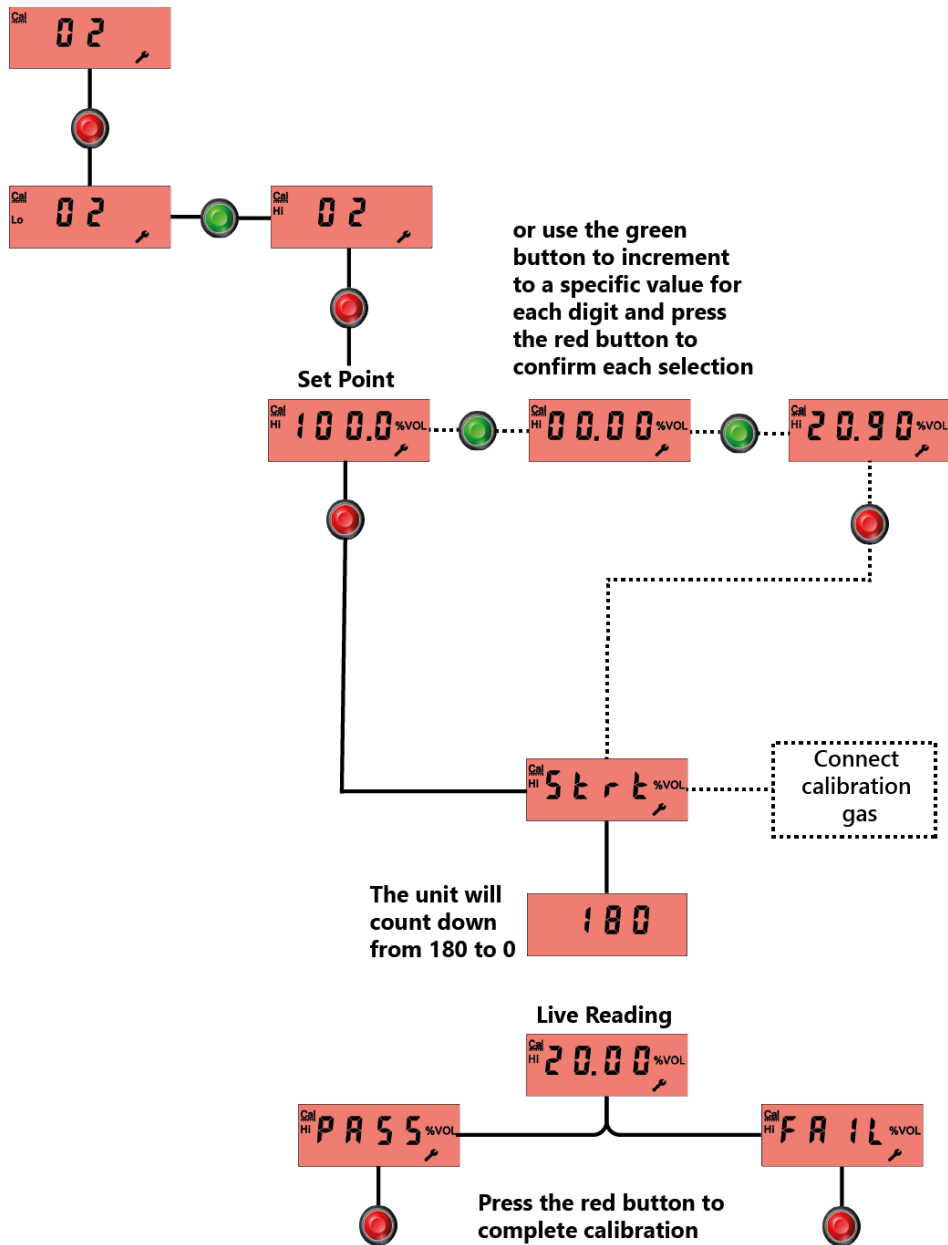 Cal
02
Cal
Lo
02
Cal
Hi
02
or use the green
button to increment
to a specific value for
each digit and press
the red button to
confirm each selection
Set Point
Cal
Hi
100.0 %VOL
Cal
Hi
00.00 %VOL
Cal
Hi
20.90 %VOL
Cal
Hi
Strt %VOL
Connect
calibration
gas
The unit will
count down
from 180 to 0
180
Live Reading
Cal
Hi
20.00 %VOL
Cal
Hi
PASS %VOL
Cal
Hi
FAIL %VOL
Press the red button to
complete calibration